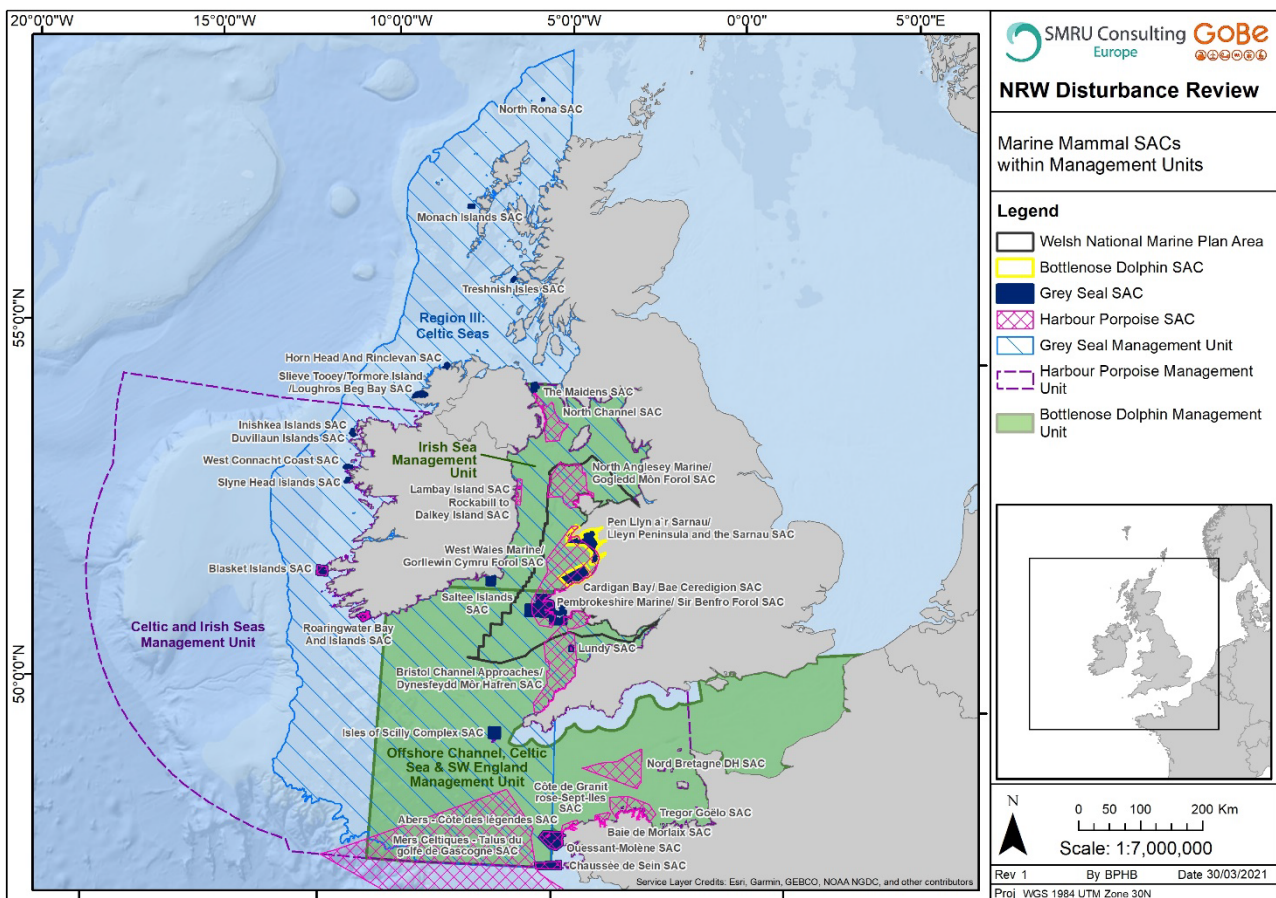 20°0'0"W
15°0'0"W
10°0'0"W
5°0'0"W
0°0'0"
5°0'0"E
55°0'0"N
50°0'0"N
North Rona SAC
Monach Islands SAC
Treshnish Isles SAC
Region III:
Celtic Seas
Horn Head And Rinclevan SAC
Slieve Tooey/Tormore Island
/Loughros Beg Bay SAC
The Maidens SAC
North Channel SAC
Inishkea Islands SAC
Duvillaun Islands SAC
West Connacht Coast SAC
Slyne Head Islands SAC
Irish Sea
Management
Unit
North Anglesey Marine/
Gogledd Môn Forol SAC
Lambay Island SAC
Rockabill to
Dalkey Island SAC
Pen Llyn a`r Sarnau/
Lleyn Peninsula and the Sarnau SAC
West Wales Marine/
Gorllewin Cymru Forol SAC
Blasket Islands SAC
Cardigan Bay/ Bae Ceredigion SAC
Saltee Islands
SAC
Pembrokeshire Marine/ Sir Benfro Forol SAC
Celtic and Irish Seas
Management Unit
Roaringwater Bay
And Islands SAC
Lundy SAC
Bristol Channel Approaches/
Dynesfeydd Môr Hafren SAC
Isles of Scilly Complex SAC
Offshore Channel, Celtic
Sea & SW England
Management Unit
Nord Bretagne DH SAC
Côte de Granit
rose-Sept-Iles
SAC
Abers - Côte des légendes SAC
Tregor Goëlo SAC
Baie de Morlaix SAC
Mers Celtiques - Talus du
golfe de Gascogne SAC
Ouessant-Molène SAC
Chaussée de Sein SAC
Service Layer Credits: Esri, Garmin, GEBCO, NOAA NGDC, and other contributors
SMRU Consulting
Europe
GoBe
NRW Disturbance Review
Marine Mammal SACs
within Management Units
Legend
Welsh National Marine Plan Area
Bottlenose Dolphin SAC
Grey Seal SAC
Harbour Porpoise SAC
Grey Seal Management Unit
Harbour Porpoise Management
Unit
Bottlenose Dolphin Management
Unit
N
0 50 100 200 Km
Scale: 1:7,000,000
Rev 1 By BPHB Date 30/03/2021
Proj WGS 1984 UTM Zone 30N